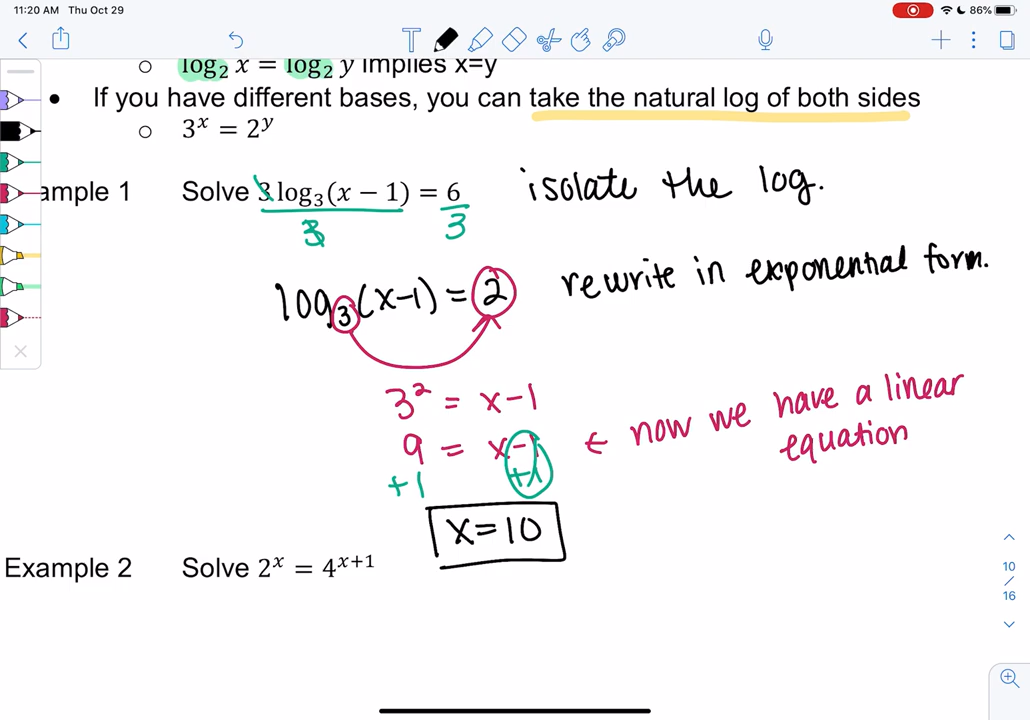 11:20 AM Thu Oct 29
86%
○ log₂ x = log₂ y implies x=y
• If you have different bases, you can take the natural log of both sides
○ 3ˣ = 2ʸ
ample 1 Solve 3 log₃(x − 1) = 6 isolate the log.
3 3
log₃(x-1) = 2 rewrite in exponential form.
3² = x-1
9 = x-1 ← now we have a linear
equation
+1 +1
x=10
Example 2 Solve 2ˣ = 4ˣ⁺¹
10
/
16